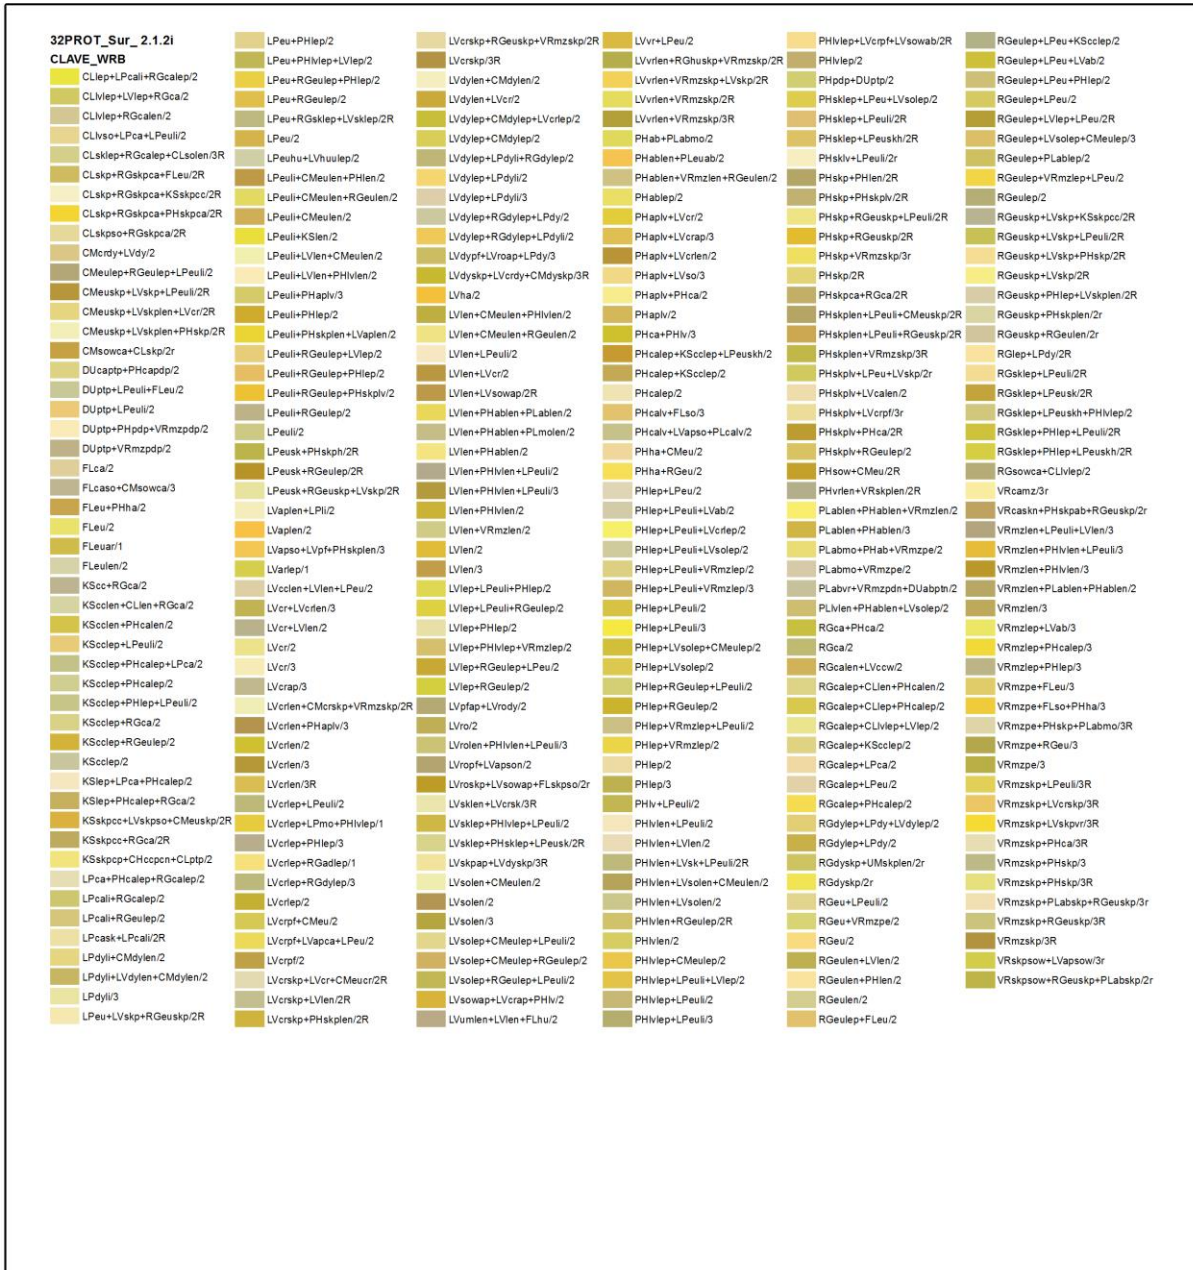 32PROT_Sur_ 2.1.2i
CLAVE_WRB
CLlep+LPcali+RGcalep/2
CLlvlep+LVlep+RGca/2
CLlvlep+RGcalen/2
CLlvso+LPca+LPeuli/2
CLsklep+RGcalep+CLsolen/3R
CLskp+RGskpca+FLeu/2R
CLskp+RGskpca+KSskpcc/2R
CLskp+RGskpca+PHskpca/2R
CLskpso+RGskpca/2R
CMcrdy+LVdy/2
CMeulep+RGeulep+LPeuli/2
CMeuskp+LVskp+LPeuli/2R
CMeuskp+LVskplen+LVcr/2R
CMeuskp+LVskplen+PHskp/2R
CMsowca+CLskp/2r
DUcaptp+PHcapdp/2
DUptp+LPeuli+FLeu/2
DUptp+LPeuli/2
DUptp+PHpdp+VRmzpdp/2
DUptp+VRmzpdp/2
FLca/2
FLcaso+CMsowca/3
FLeu+PHha/2
FLeu/2
FLeuar/1
FLeulen/2
KScc+RGca/2
KScclen+CLlen+RGca/2
KScclen+PHcalen/2
KScclep+LPeuli/2
KScclep+PHcalep+LPca/2
KScclep+PHcalep/2
KScclep+PHlep+LPeuli/2
KScclep+RGca/2
KScclep+RGeulep/2
KScclep/2
KSlep+LPca+PHcalep/2
KSlep+PHcalep+RGca/2
KSskpcc+LVskpso+CMeuskp/2R
KSskpcc+RGca/2R
KSskpcp+CHccpcn+CLptp/2
LPca+PHcalep+RGcalep/2
LPcali+RGcalep/2
LPcali+RGeulep/2
LPcask+LPcali/2R
LPdyli+CMdylen/2
LPdyli+LVdylen+CMdylen/2
LPdyli/3
LPeu+LVskp+RGeuskp/2R
LPeu+PHlep/2
LPeu+PHlvlep+LVlep/2
LPeu+RGeulep+PHlep/2
LPeu+RGeulep/2
LPeu+RGsklep+LVsklep/2R
LPeu/2
LPeuhu+LVhuulep/2
LPeuli+CMeulen+PHlen/2
LPeuli+CMeulen+RGeulen/2
LPeuli+CMeulen/2
LPeuli+KSlen/2
LPeuli+LVlen+CMeulen/2
LPeuli+LVlen+PHlvlen/2
LPeuli+PHaplv/3
LPeuli+PHlep/2
LPeuli+PHskplen+LVaplen/2
LPeuli+RGeulep+LVlep/2
LPeuli+RGeulep+PHlep/2
LPeuli+RGeulep+PHskplv/2
LPeuli+RGeulep/2
LPeuli/2
LPeusk+PHskph/2R
LPeusk+RGeulep/2R
LPeusk+RGeuskp+LVskp/2R
LVaplen+LPli/2
LVaplen/2
LVapso+LVpf+PHskplen/3
LVarlep/1
LVcclen+LVlen+LPeu/2
LVcr+LVcrlen/3
LVcr+LVlen/2
LVcr/2
LVcr/3
LVcrap/3
LVcrlen+CMcrskp+VRmzskp/2R
LVcrlen+PHaplv/3
LVcrlen/2
LVcrlen/3
LVcrlen/3R
LVcrlep+LPeuli/2
LVcrlep+LPmo+PHlvlep/1
LVcrlep+PHlep/3
LVcrlep+RGadlep/1
LVcrlep+RGdylep/3
LVcrlep/2
LVcrpf+CMeu/2
LVcrpf+LVapca+LPeu/2
LVcrpf/2
LVcrskp+LVcr+CMeucr/2R
LVcrskp+LVlen/2R
LVcrskp+PHskplen/2R
LVcrskp+RGeuskp+VRmzskp/2R
LVcrskp/3R
LVdylen+CMdylen/2
LVdylen+LVcr/2
LVdylep+CMdylep+LVcrlep/2
LVdylep+CMdylep/2
LVdylep+LPdyli+RGdylep/2
LVdylep+LPdyli/2
LVdylep+LPdyli/3
LVdylep+RGdylep+LPdy/2
LVdylep+RGdylep+LPdyli/2
LVdypf+LVroap+LPdy/3
LVdyskp+LVcrdy+CMdyskp/3R
LVha/2
LVlen+CMeulen+PHlvlen/2
LVlen+CMeulen+RGeulen/2
LVlen+LPeuli/2
LVlen+LVcr/2
LVlen+LVsowap/2R
LVlen+PHablen+PLablen/2
LVlen+PHablen+PLmolen/2
LVlen+PHablen/2
LVlen+PHlvlen+LPeuli/2
LVlen+PHlvlen+LPeuli/3
LVlen+PHlvlen/2
LVlen+VRmzlen/2
LVlen/2
LVlen/3
LVlep+LPeuli+PHlep/2
LVlep+LPeuli+RGeulep/2
LVlep+PHlep/2
LVlep+PHlvlep+VRmzlep/2
LVlep+RGeulep+LPeu/2
LVlep+RGeulep/2
LVpfap+LVrody/2
LVro/2
LVrolen+PHlvlen+LPeuli/3
LVropf+LVapson/2
LVroskp+LVsowap+FLskpso/2r
LVsklen+LVcrsk/3R
LVsklep+PHlvlep+LPeuli/2
LVsklep+PHsklep+LPeusk/2R
LVskpap+LVdyskp/3R
LVsolen+CMeulen/2
LVsolen/2
LVsolen/3
LVsolep+CMeulep+LPeuli/2
LVsolep+CMeulep+RGeulep/2
LVsolep+RGeulep+LPeuli/2
LVsowap+LVcrap+PHlv/2
LVumlen+LVlen+FLhu/2
LVvr+LPeu/2
LVvrlen+RGhuskp+VRmzskp/2R
LVvrlen+VRmzskp+LVskp/2R
LVvrlen+VRmzskp/2R
LVvrlen+VRmzskp/3R
PHab+PLabmo/2
PHablen+PLeuab/2
PHablen+VRmzlen+RGeulen/2
PHablep/2
PHaplv+LVcr/2
PHaplv+LVcrap/3
PHaplv+LVcrlen/2
PHaplv+LVso/3
PHaplv+PHca/2
PHaplv/2
PHca+PHlv/3
PHcalep+KScclep+LPeuskh/2
PHcalep+KScclep/2
PHcalep/2
PHcalv+FLso/3
PHcalv+LVapso+PLcalv/2
PHha+CMeu/2
PHha+RGeu/2
PHlep+LPeu/2
PHlep+LPeuli+LVab/2
PHlep+LPeuli+LVcrlep/2
PHlep+LPeuli+LVsolep/2
PHlep+LPeuli+VRmzlep/2
PHlep+LPeuli+VRmzlep/3
PHlep+LPeuli/2
PHlep+LPeuli/3
PHlep+LVsolep+CMeulep/2
PHlep+LVsolep/2
PHlep+RGeulep+LPeuli/2
PHlep+RGeulep/2
PHlep+VRmzlep+LPeuli/2
PHlep+VRmzlep/2
PHlep/2
PHlep/3
PHlv+LPeuli/2
PHlvlen+LPeuli/2
PHlvlen+LVlen/2
PHlvlen+LVsk+LPeuli/2R
PHlvlen+LVsolen+CMeulen/2
PHlvlen+LVsolen/2
PHlvlen+RGeulep/2R
PHlvlen/2
PHlvlep+CMeulep/2
PHlvlep+LPeuli+LVlep/2
PHlvlep+LPeuli/2
PHlvlep+LPeuli/3
PHlvlep+LVcrpf+LVsowab/2R
PHlvlep/2
PHpdp+DUptp/2
PHsklep+LPeu+LVsolep/2
PHsklep+LPeuli/2R
PHsklep+LPeuskh/2R
PHsklv+LPeuli/2r
PHskp+PHlen/2R
PHskp+PHskplv/2R
PHskp+RGeuskp+LPeuli/2R
PHskp+RGeuskp/2R
PHskp+VRmzskp/3r
PHskp/2R
PHskpca+RGca/2R
PHskplen+LPeuli+CMeuskp/2R
PHskplen+LPeuli+RGeuskp/2R
PHskplen+VRmzskp/3R
PHskplv+LPeu+LVskp/2r
PHskplv+LVcalen/2
PHskplv+LVcrpf/3r
PHskplv+PHca/2R
PHskplv+RGeulep/2
PHsow+CMeu/2R
PHvrlen+VRskplen/2R
PLablen+PHablen+VRmzlen/2
PLablen+PHablen/3
PLabmo+PHab+VRmzpe/2
PLabmo+VRmzpe/2
PLabvr+VRmzpdn+DUabptn/2
PLlvlen+PHablen+LVsolep/2
RGca+PHca/2
RGca/2
RGcalen+LVccw/2
RGcalep+CLlen+PHcalen/2
RGcalep+CLlep+PHcalep/2
RGcalep+CLlvlep+LVlep/2
RGcalep+KScclep/2
RGcalep+LPca/2
RGcalep+LPeu/2
RGcalep+PHcalep/2
RGdylep+LPdy+LVdylep/2
RGdylep+LPdy/2
RGdyskp+UMskplen/2r
RGdyskp/2r
RGeu+LPeuli/2
RGeu+VRmzpe/2
RGeu/2
RGeulen+LVlen/2
RGeulen+PHlen/2
RGeulen/2
RGeulep+FLeu/2
RGeulep+LPeu+KScclep/2
RGeulep+LPeu+LVab/2
RGeulep+LPeu+PHlep/2
RGeulep+LPeu/2
RGeulep+LVlep+LPeu/2R
RGeulep+LVsolep+CMeulep/3
RGeulep+PLablep/2
RGeulep+VRmzlep+LPeu/2
RGeulep/2
RGeuskp+LVskp+KSskpcc/2R
RGeuskp+LVskp+LPeuli/2R
RGeuskp+LVskp+PHskp/2R
RGeuskp+LVskp/2R
RGeuskp+PHlep+LVskplen/2R
RGeuskp+PHskplen/2r
RGeuskp+RGeulen/2r
RGlep+LPdy/2R
RGsklep+LPeuli/2R
RGsklep+LPeusk/2R
RGsklep+LPeuskh+PHlvlep/2
RGsklep+PHlep+LPeuli/2R
RGsklep+PHlep+LPeuskh/2R
RGsowca+CLlvlep/2
VRcamz/3r
VRcaskn+PHskpab+RGeuskp/2r
VRmzlen+LPeuli+LVlen/3
VRmzlen+PHlvlen+LPeuli/3
VRmzlen+PHlvlen/3
VRmzlen+PLablen+PHablen/2
VRmzlen/3
VRmzlep+LVab/3
VRmzlep+PHcalep/3
VRmzlep+PHlep/3
VRmzpe+FLeu/3
VRmzpe+FLso+PHha/3
VRmzpe+PHskp+PLabmo/3R
VRmzpe+RGeu/3
VRmzpe/3
VRmzskp+LPeuli/3R
VRmzskp+LVcrskp/3R
VRmzskp+LVskpvr/3R
VRmzskp+PHca/3R
VRmzskp+PHskp/3
VRmzskp+PHskp/3R
VRmzskp+PLabskp+RGeuskp/3r
VRmzskp+RGeuskp/3R
VRmzskp/3R
VRskpsow+LVapsow/3r
VRskpsow+RGeuskp+PLabskp/2r